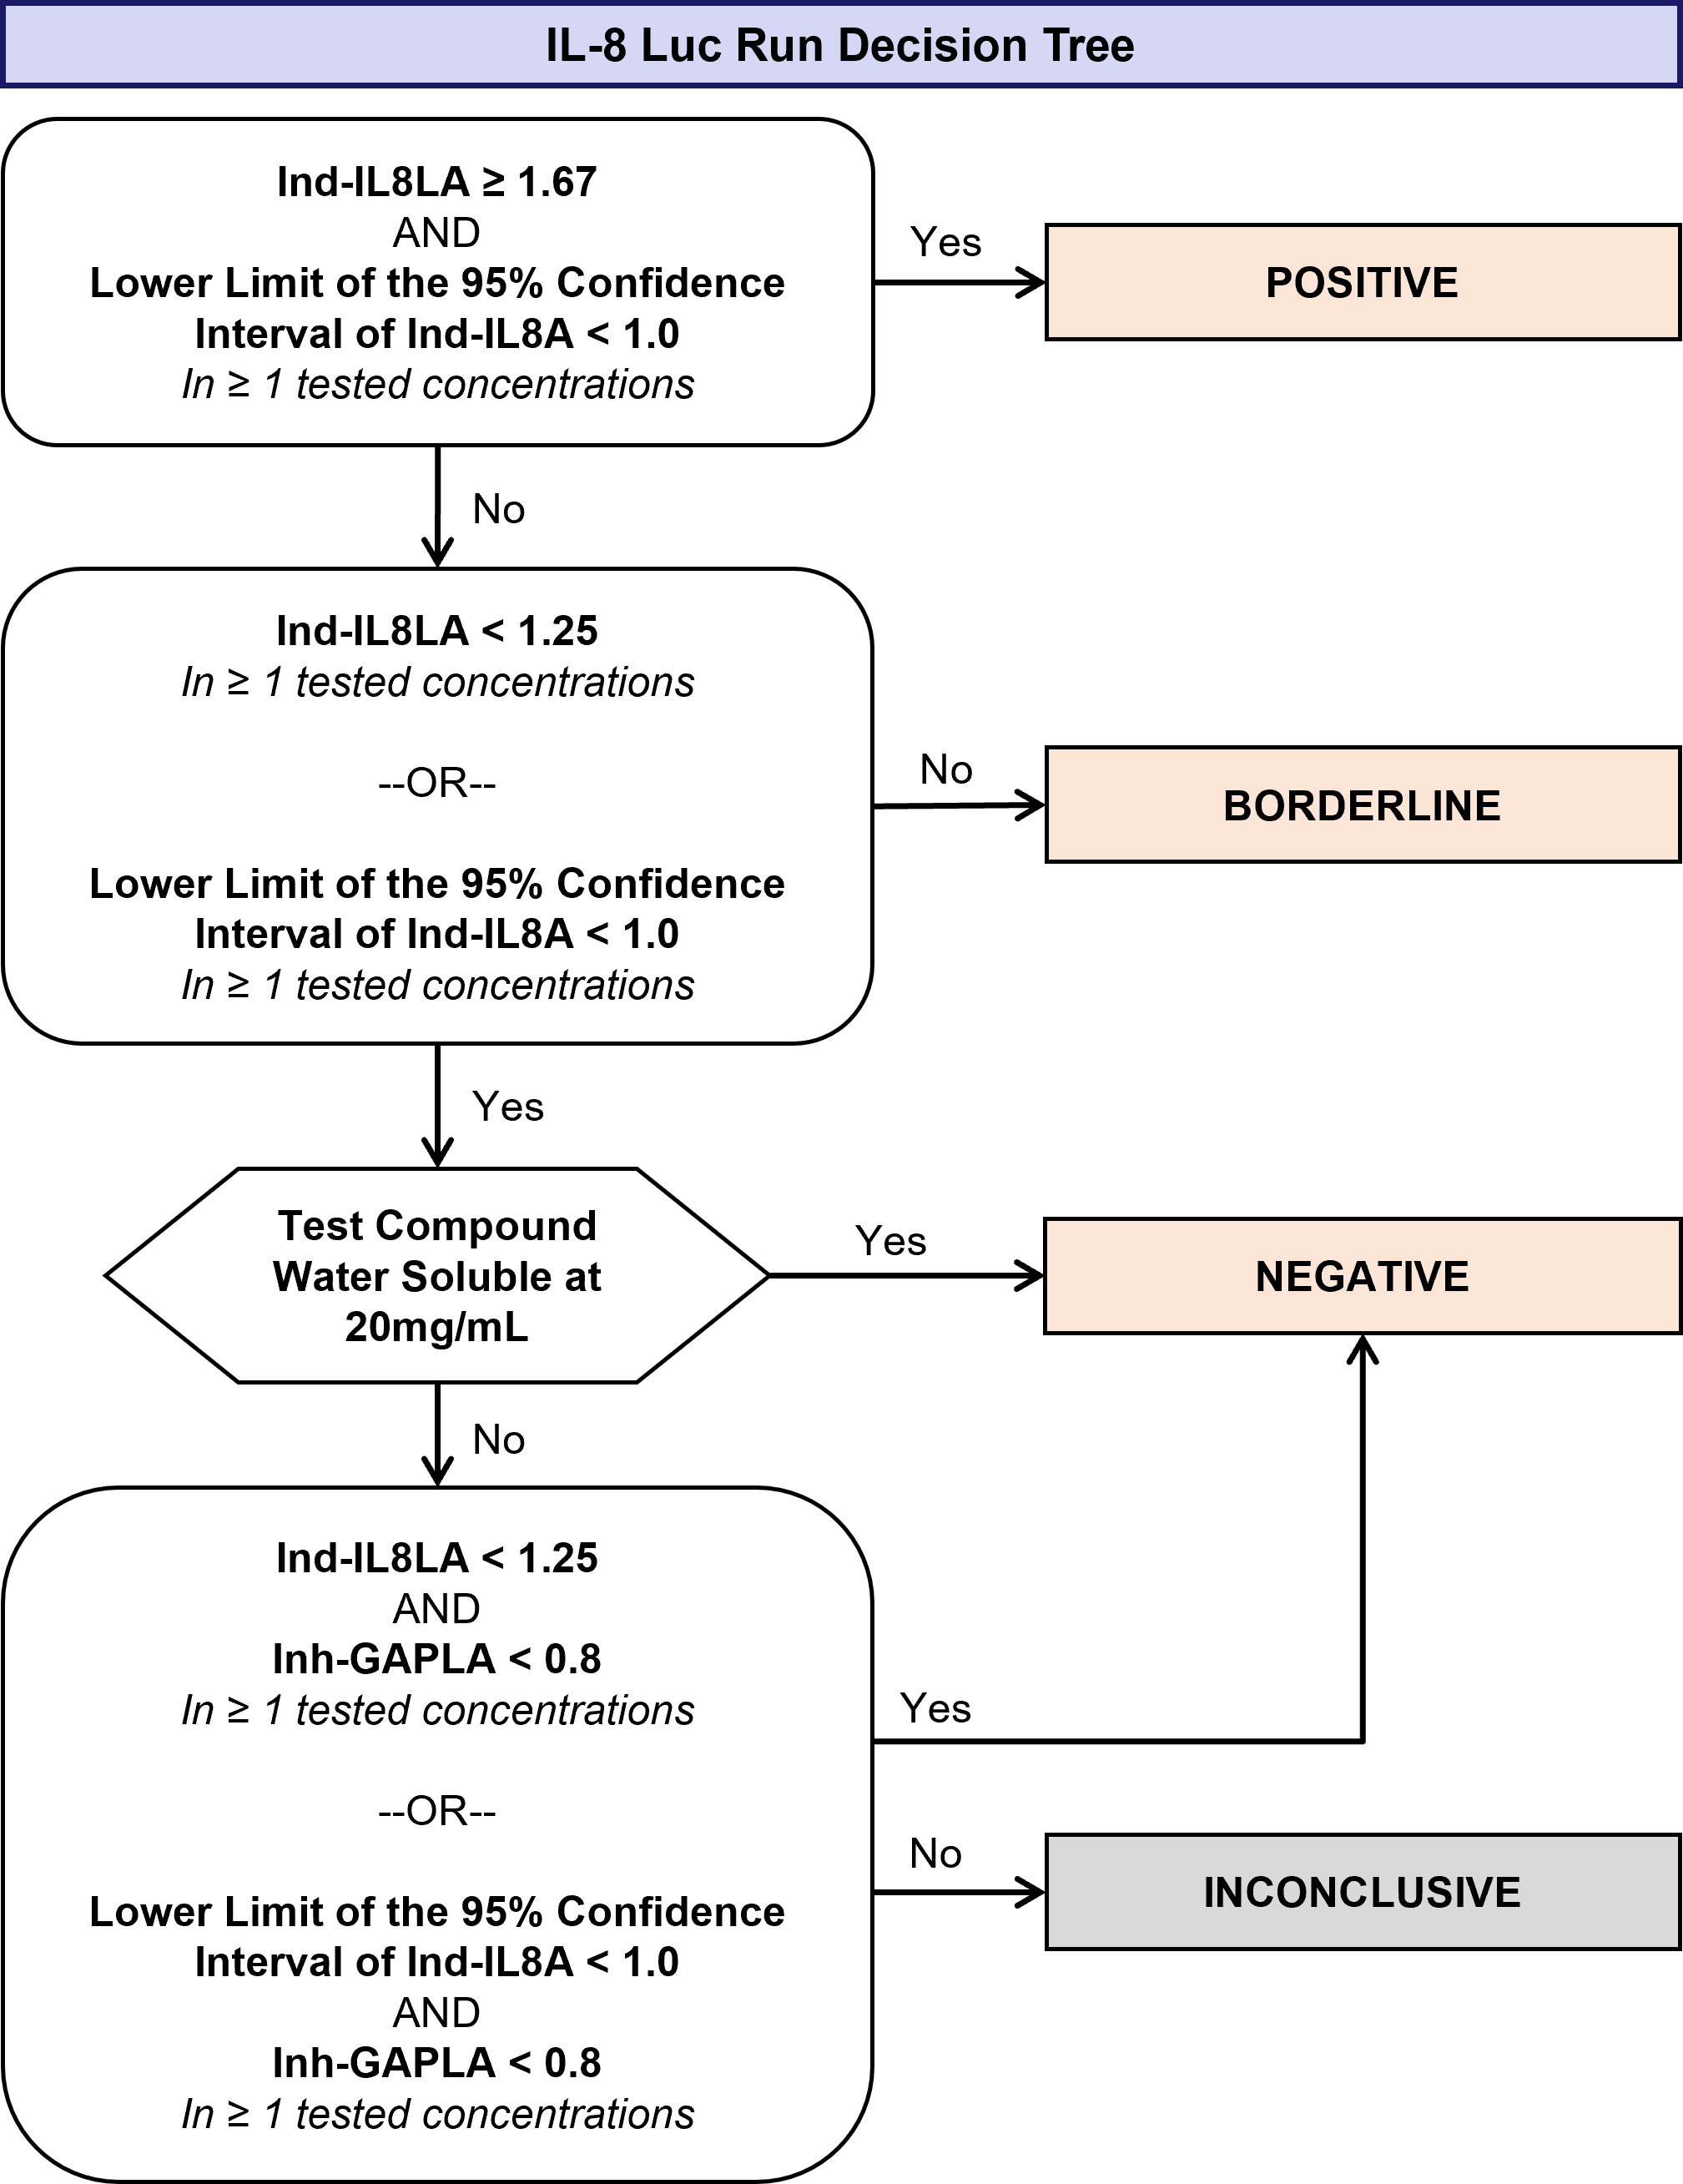 IL-8 Luc Run Decision Tree
Ind-IL8LA ≥ 1.67
AND
Lower Limit of the 95% Confidence
Interval of Ind-IL8A < 1.0
In ≥ 1 tested concentrations
Yes
POSITIVE
No
Ind-IL8LA < 1.25
In ≥ 1 tested concentrations
--OR--
Lower Limit of the 95% Confidence
Interval of Ind-IL8A < 1.0
In ≥ 1 tested concentrations
No
BORDERLINE
Yes
Test Compound
Water Soluble at
20mg/mL
Yes
NEGATIVE
No
Ind-IL8LA < 1.25
AND
Inh-GAPLA < 0.8
In ≥ 1 tested concentrations
--OR--
Lower Limit of the 95% Confidence
Interval of Ind-IL8A < 1.0
AND
Inh-GAPLA < 0.8
In ≥ 1 tested concentrations
Yes
No
INCONCLUSIVE